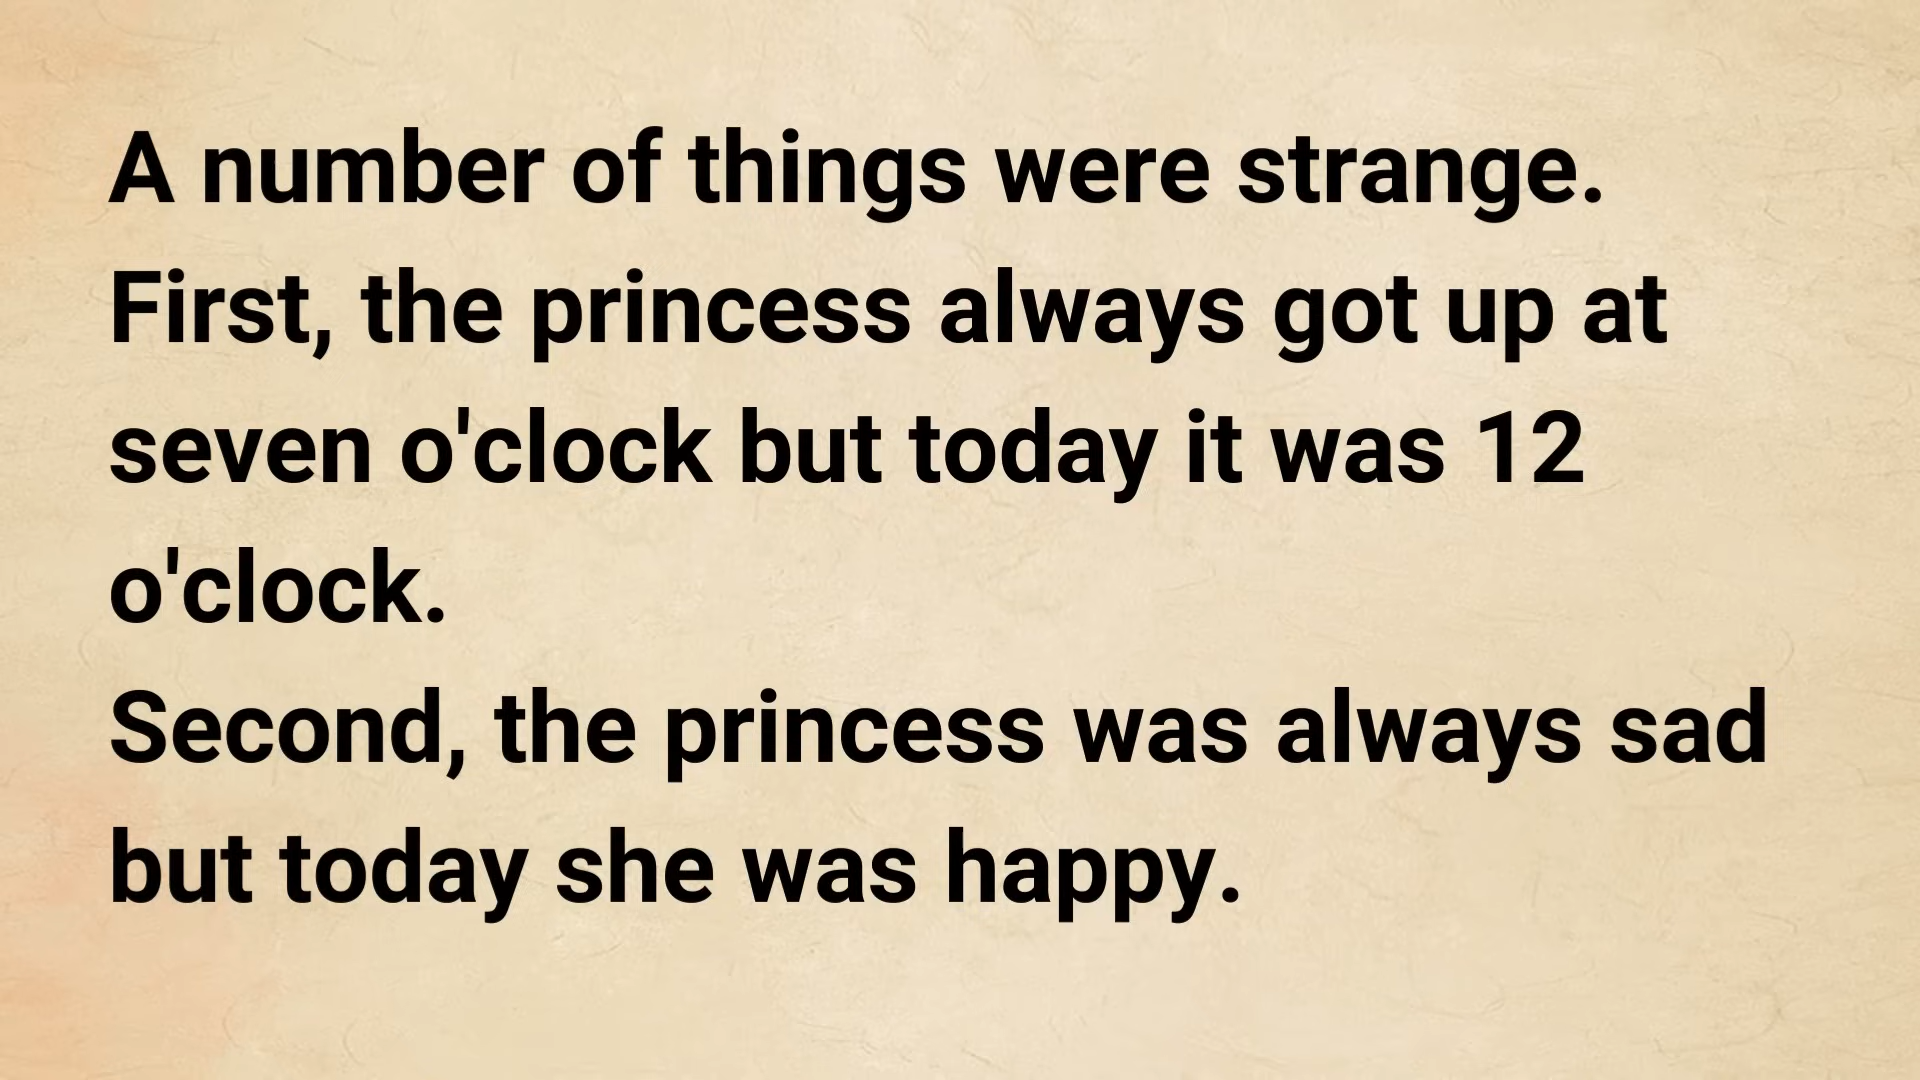 A number of things were strange.
First, the princess always got up at
seven o'clock but today it was 12
o'clock.
Second, the princess was always sad
but today she was happy.